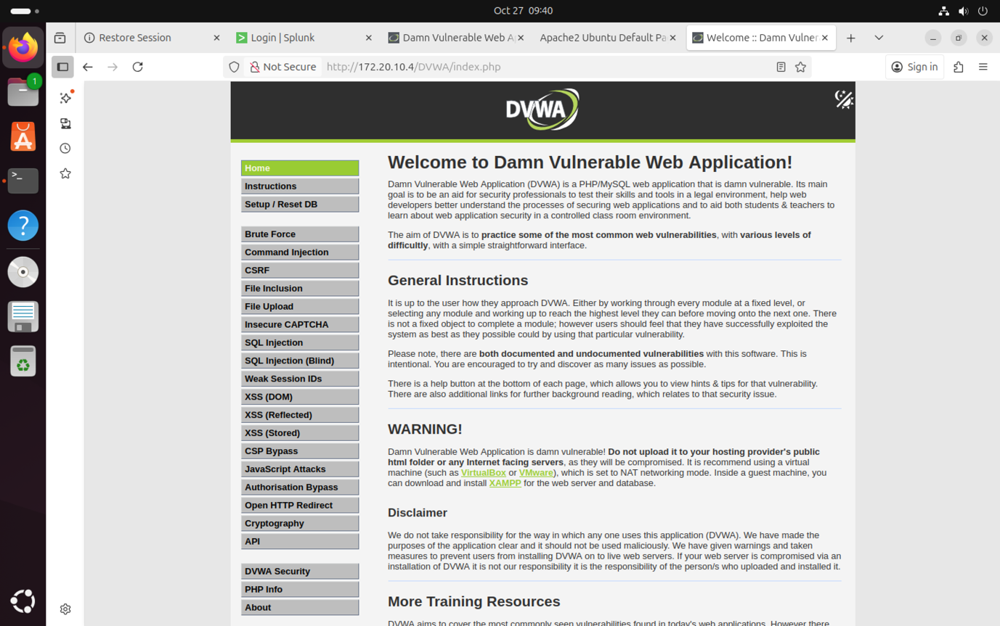 Oct 27 09:40
Restore Session
Login | Splunk
Damn Vulnerable Web A
Apache2 Ubuntu Default Pa
Welcome :: Damn Vulner
Not Secure
http://172.20.10.4/DVWA/index.php
Sign in
1
DVWA
Home
Instructions
Setup / Reset DB
Brute Force
Command Injection
CSRF
File Inclusion
File Upload
Insecure CAPTCHA
SQL Injection
SQL Injection (Blind)
Weak Session IDs
XSS (DOM)
XSS (Reflected)
XSS (Stored)
CSP Bypass
JavaScript Attacks
Authorisation Bypass
Open HTTP Redirect
Cryptography
API
DVWA Security
PHP Info
About
Welcome to Damn Vulnerable Web Application!
Damn Vulnerable Web Application (DVWA) is a PHP/MySQL web application that is damn vulnerable. Its main
goal is to be an aid for security professionals to test their skills and tools in a legal environment, help web
developers better understand the processes of securing web applications and to aid both students & teachers to
learn about web application security in a controlled class room environment.
The aim of DVWA is to practice some of the most common web vulnerabilities, with various levels of
difficultly, with a simple straightforward interface.
General Instructions
It is up to the user how they approach DVWA. Either by working through every module at a fixed level, or
selecting any module and working up to reach the highest level they can before moving onto the next one. There
is not a fixed object to complete a module; however users should feel that they have successfully exploited the
system as best as they possible could by using that particular vulnerability.
Please note, there are both documented and undocumented vulnerabilities with this software. This is
intentional. You are encouraged to try and discover as many issues as possible.
There is a help button at the bottom of each page, which allows you to view hints & tips for that vulnerability.
There are also additional links for further background reading, which relates to that security issue.
WARNING!
Damn Vulnerable Web Application is damn vulnerable! Do not upload it to your hosting provider's public
html folder or any Internet facing servers, as they will be compromised. It is recommend using a virtual
machine (such as VirtualBox or VMware), which is set to NAT networking mode. Inside a guest machine, you
can download and install XAMPP for the web server and database.
Disclaimer
We do not take responsibility for the way in which any one uses this application (DVWA). We have made the
purposes of the application clear and it should not be used maliciously. We have given warnings and taken
measures to prevent users from installing DVWA on to live web servers. If your web server is compromised via an
installation of DVWA it is not our responsibility it is the responsibility of the person/s who uploaded and installed it.
More Training Resources
DVWA aims to cover the most commonly seen vulnerabilities found in today's web applications. However there